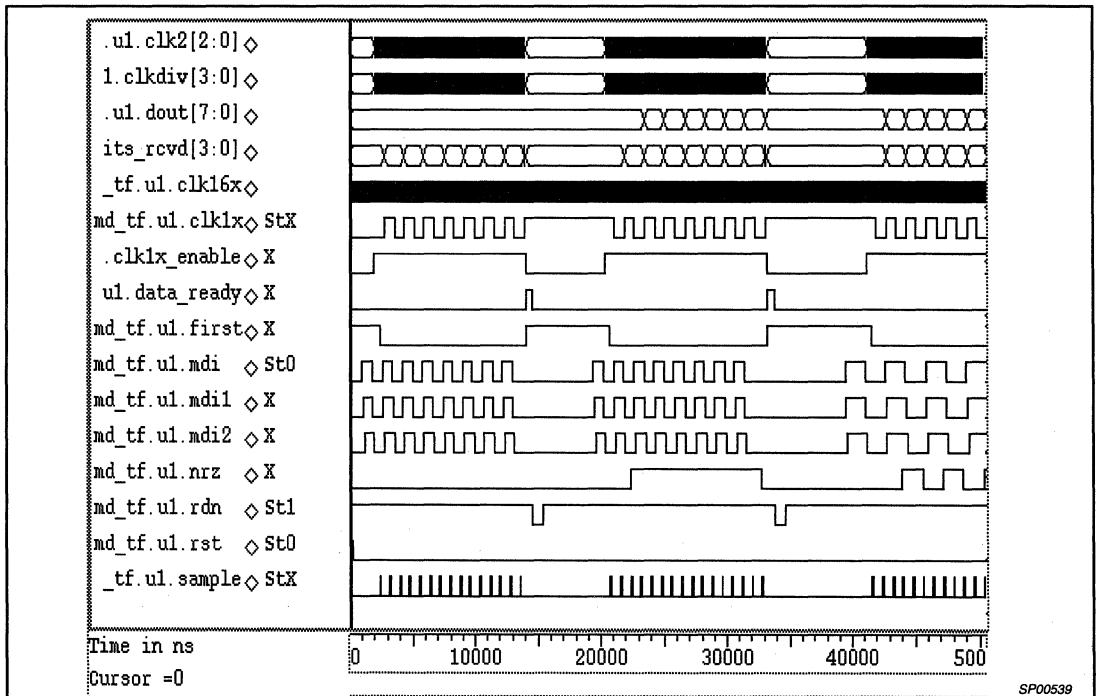 .u1.clk2[2:0]
1.clkdiv[3:0]
.u1.dout[7:0]
its_rcvd[3:0]
_tf.u1.clk16x
md_tf.u1.clk1x StX
.clk1x_enable X
u1.data_ready X
md_tf.u1.first X
md_tf.u1.mdi St0
md_tf.u1.mdi1 X
md_tf.u1.mdi2 X
md_tf.u1.nrz X
md_tf.u1.rdn St1
md_tf.u1.rst St0
_tf.u1.sample StX
Time in ns
0 10000 20000 30000 40000 500
Cursor =0
SP00539